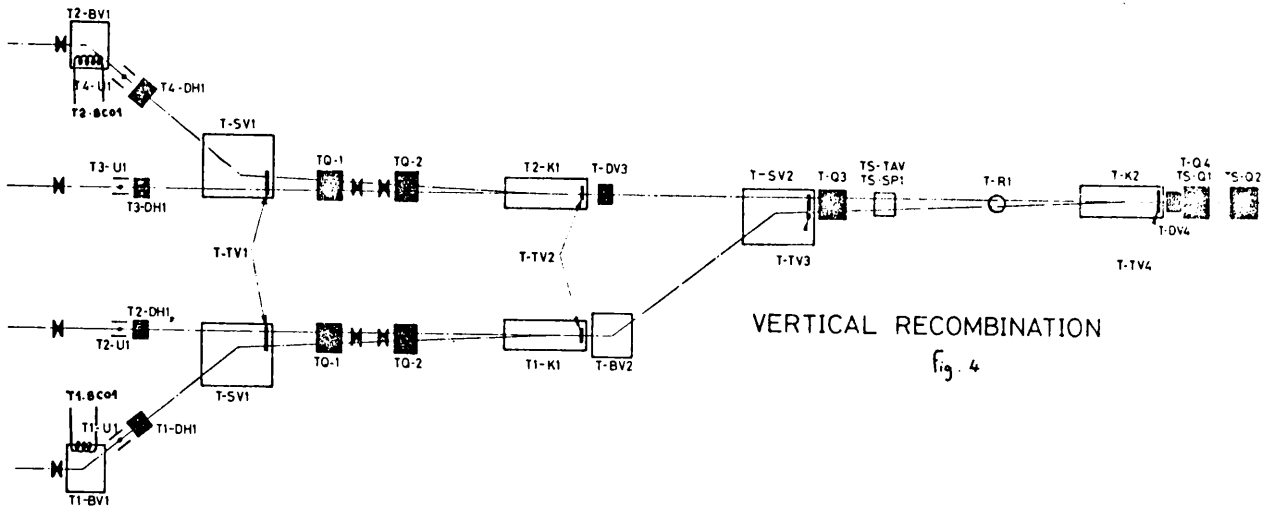 T2-BV1
T4-U1
T2.BC01
T4-DH1
T-SV1
T3-U1
T3-DH1
TQ-1
TQ-2
T2-K1
T-DV3
T-SV2
T-Q3
TS-TAV
TS-SP1
T-R1
T-K2
T-Q4
TS-Q1
TS-Q2
T-DV4
T-TV1
T-TV2
T-TV3
T-TV4
T2-DH1
T2-U1
T-SV1
TQ-1
TQ-2
T1-K1
T-BV2
VERTICAL RECOMBINATION
fig. 4
T1.BC01
T1-U1
T1-DH1
T1-BV1